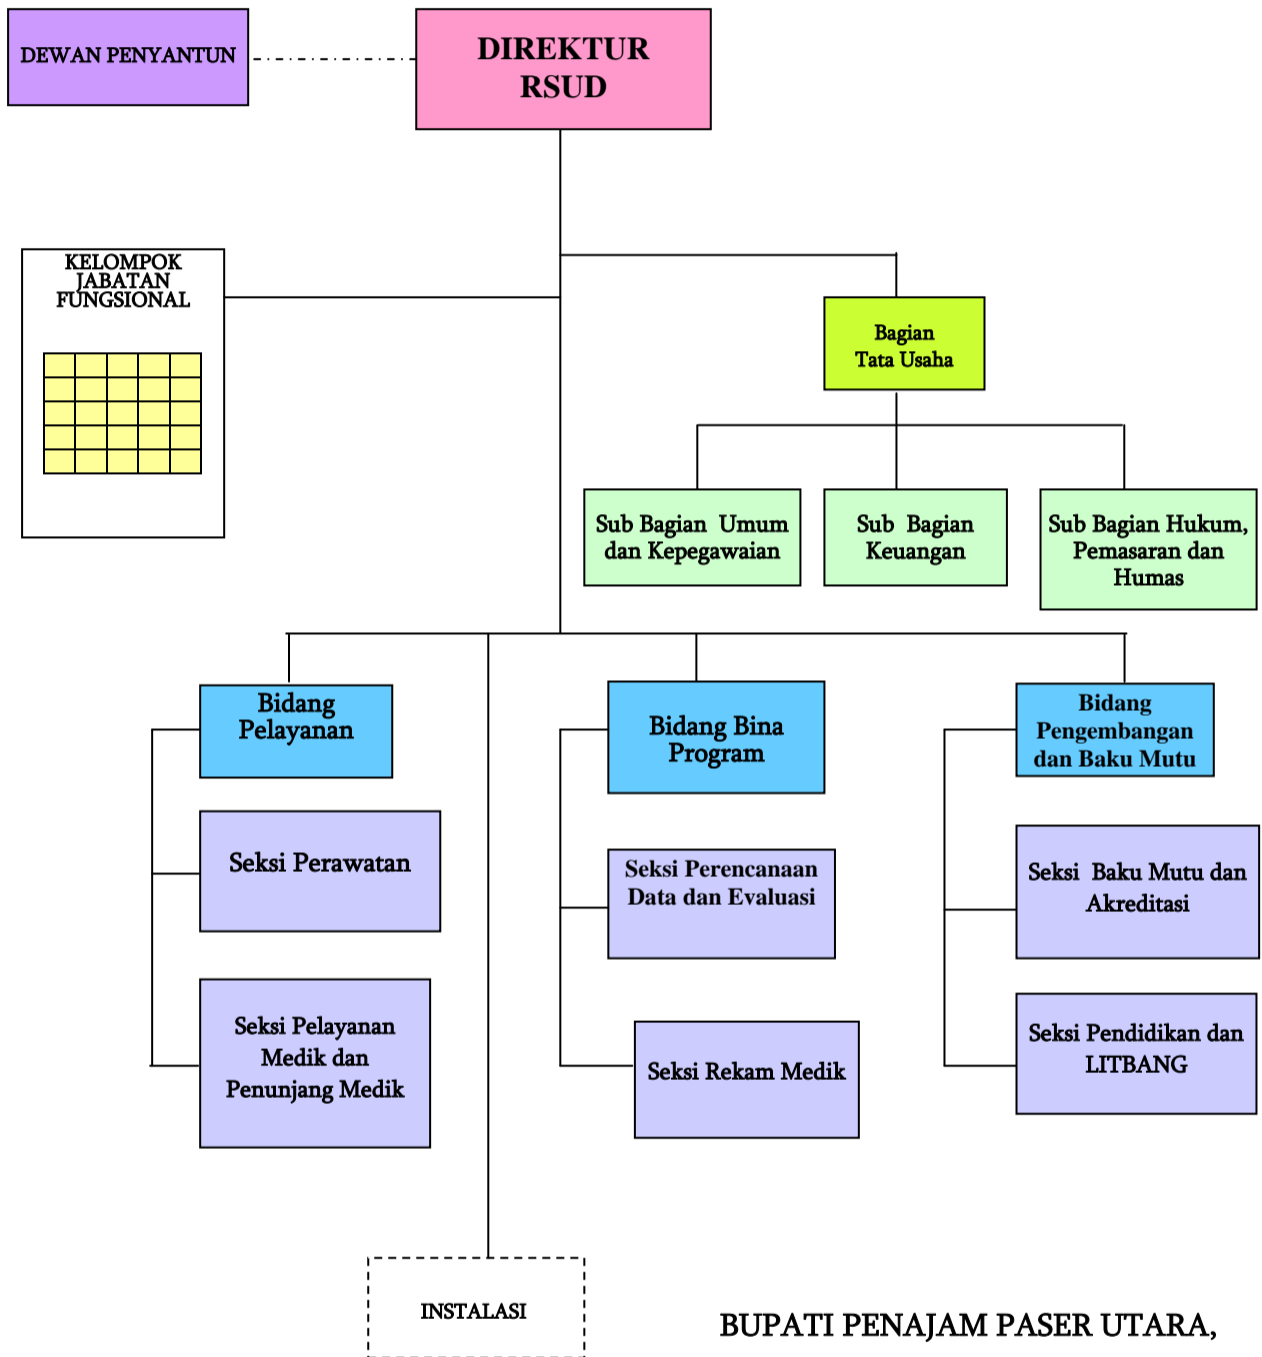 DEWAN PENYANTUN
DIREKTUR
RSUD
KELOMPOK
JABATAN
FUNGSIONAL
Bagian
Tata Usaha
Sub Bagian Umum
dan Kepegawaian
Sub Bagian
Keuangan
Sub Bagian Hukum,
Pemasaran dan
Humas
Bidang
Pelayanan
Bidang Bina
Program
Bidang
Pengembangan
dan Baku Mutu
Seksi Perawatan
Seksi Perencanaan
Data dan Evaluasi
Seksi Baku Mutu dan
Akreditasi
Seksi Pelayanan
Medik dan
Penunjang Medik
Seksi Rekam Medik
Seksi Pendidikan dan
LITBANG
INSTALASI
BUPATI PENAJAM PASER UTARA,